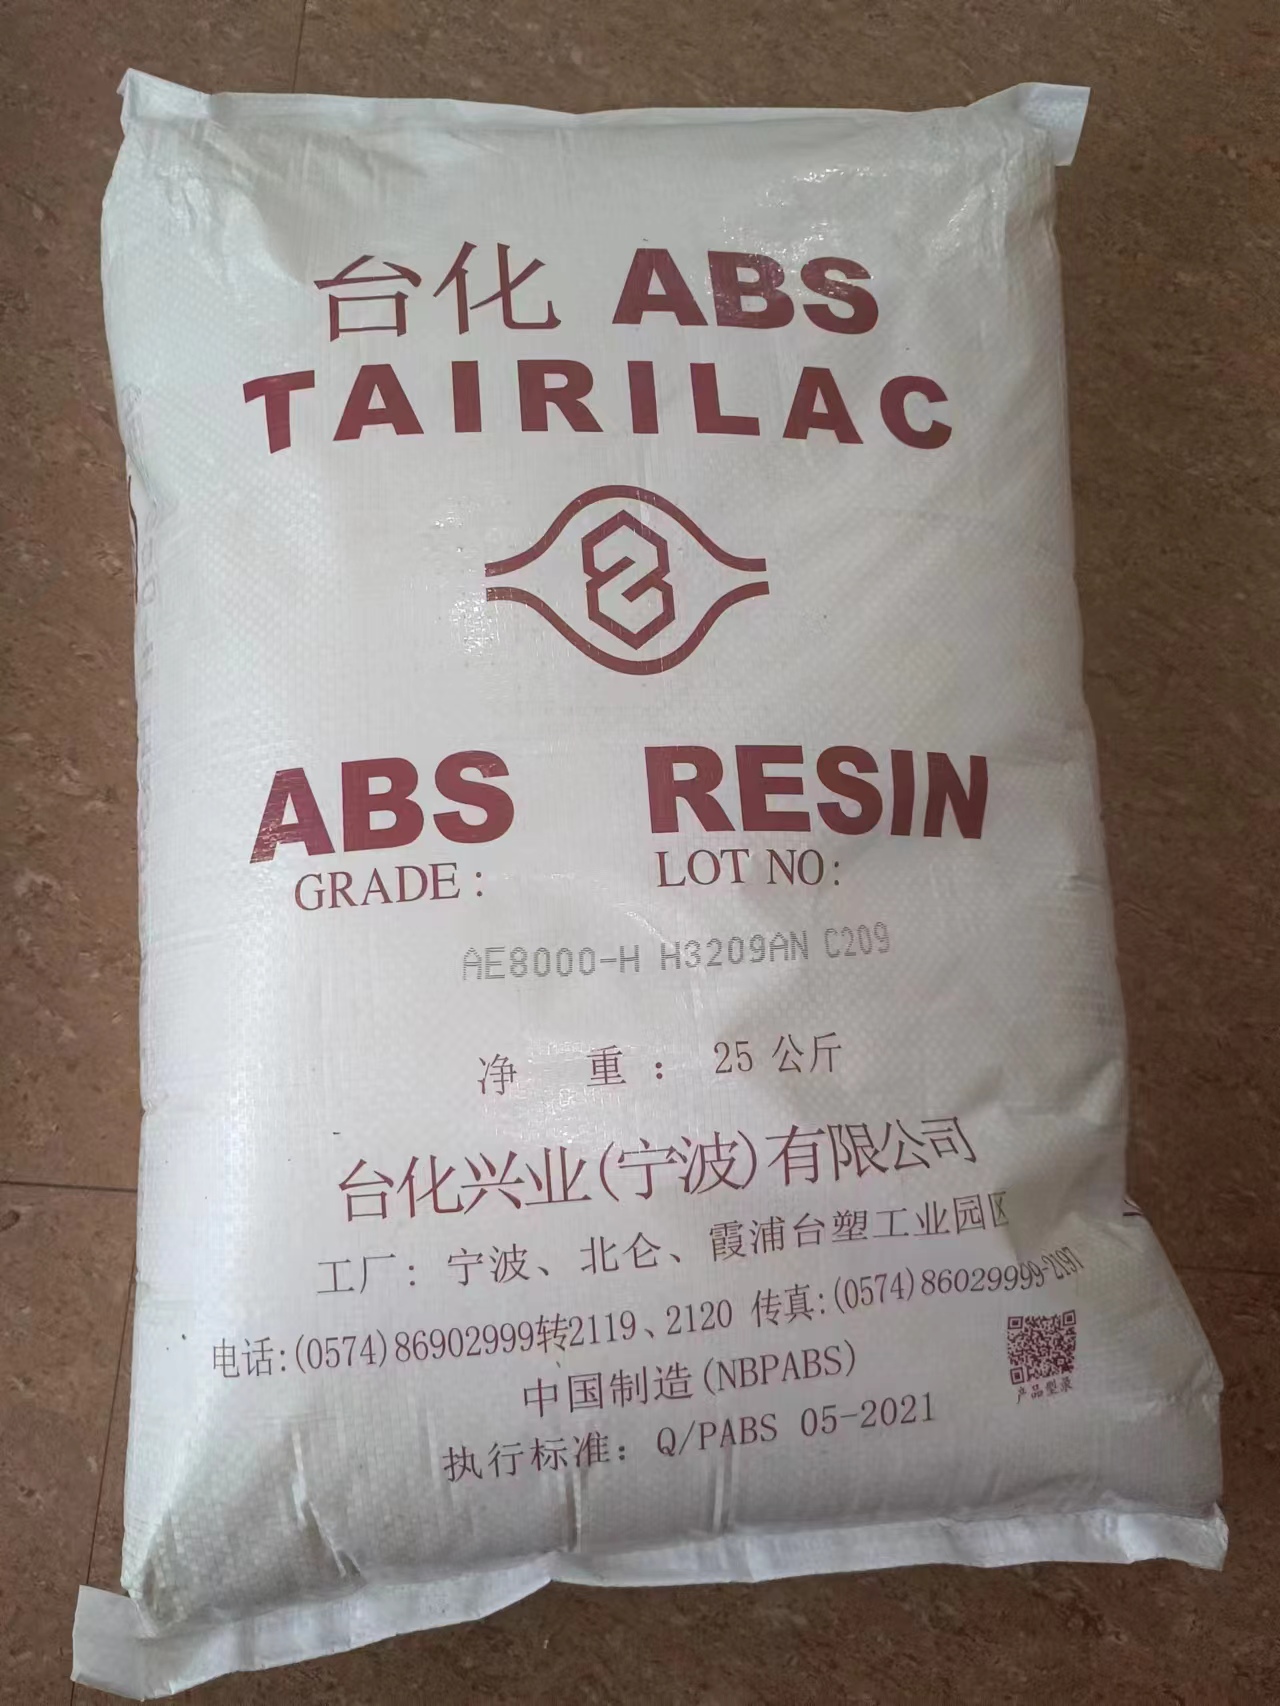 台化 ABS
TAIRILAC
ABS RESIN
GRADE: LOT NO:
AE8000-H H3209AN C209
净 重: 25 公斤
台化兴业(宁波)有限公司
工厂: 宁波、北仑、霞浦台塑工业园区
电话:(0574)86902999转2119、2120 传真:(0574)86029999-2197
中国制造(NBPABS)
产品型录
执行标准: Q/PABS 05-2021